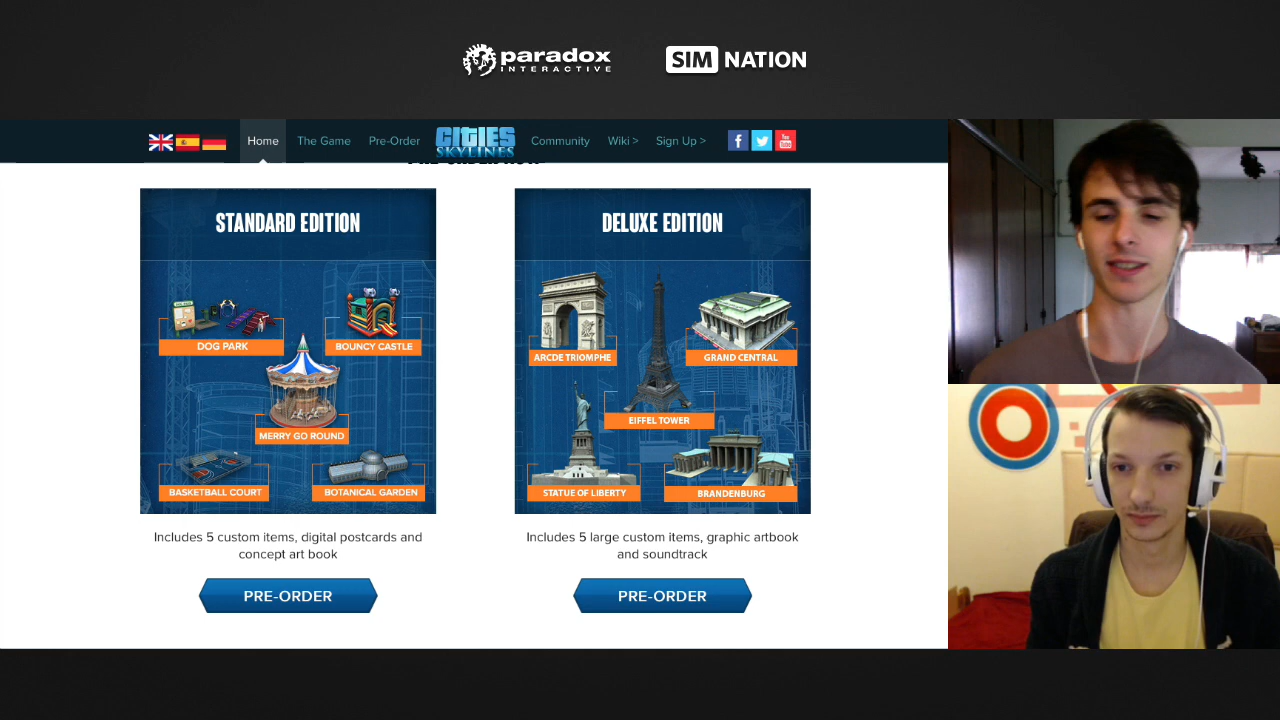 paradox
INTERACTIVE
SIM NATION
Home
The Game
Pre-Order
CITIES
SKYLINES
Community
Wiki >
Sign Up >
f
You
Tube
STANDARD EDITION
DOG PARK
BOUNCY CASTLE
MERRY GO ROUND
BASKETBALL COURT
BOTANICAL GARDEN
Includes 5 custom items, digital postcards and
concept art book
PRE-ORDER
DELUXE EDITION
ARCDE TRIOMPHE
GRAND CENTRAL
EIFFEL TOWER
STATUE OF LIBERTY
BRANDENBURG
Includes 5 large custom items, graphic artbook
and soundtrack
PRE-ORDER